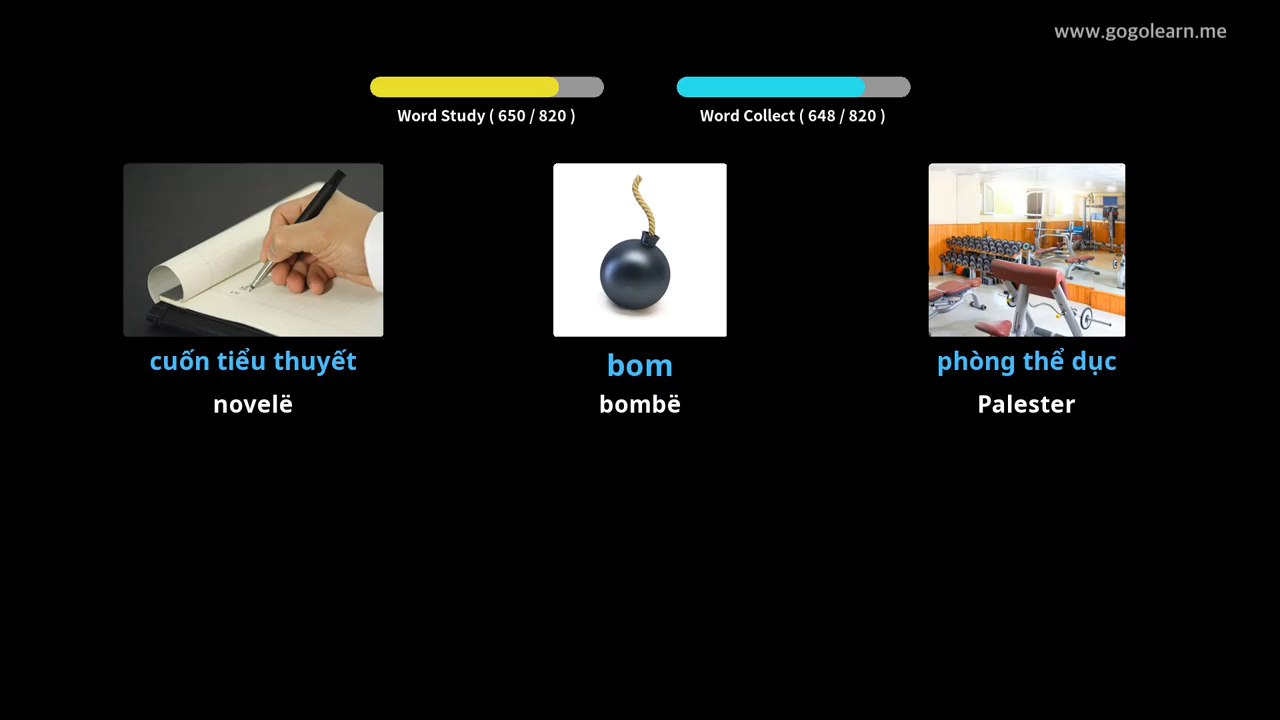 www.gogolearn.me
Word Study ( 650 / 820 )
Word Collect ( 648 / 820 )
cuốn tiểu thuyết
novelë
bom
bombë
phòng thể dục
Palester